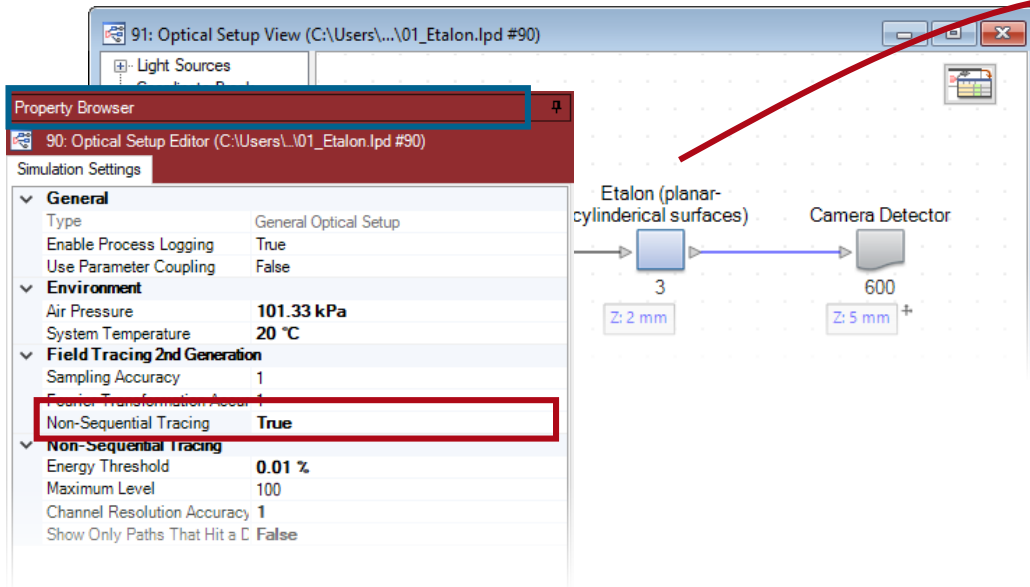 91: Optical Setup View (C:\Users\...\01_Etalon.lpd #90)
Light Sources
Property Browser
90: Optical Setup Editor (C:\Users\...\01_Etalon.lpd #90)
Simulation Settings
General
Type General Optical Setup
Enable Process Logging True
Use Parameter Coupling False
Environment
Air Pressure 101.33 kPa
System Temperature 20 °C
Field Tracing 2nd Generation
Sampling Accuracy 1
Fourier Transformation Accur 1
Non-Sequential Tracing True
Non-Sequential Tracing
Energy Threshold 0.01 %
Maximum Level 100
Channel Resolution Accuracy 1
Show Only Paths That Hit a D False
Etalon (planar-
cylinderical surfaces)
3
Z: 2 mm
Camera Detector
600
Z: 5 mm